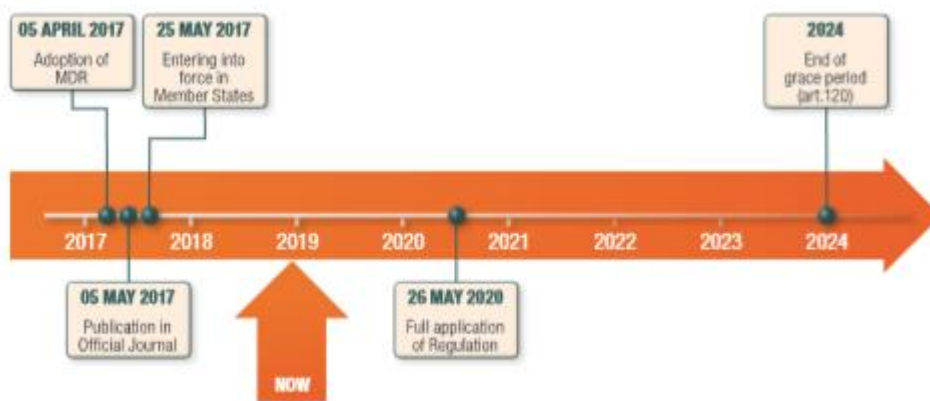 05 APRIL 2017
Adoption of
MDR
25 MAY 2017
Entering into
force in
Member States
2024
End of
grace period
(art.120)
2017
2018
2019
2020
2021
2022
2023
2024
05 MAY 2017
Publication in
Official Journal
26 MAY 2020
Full application
of Regulation
NOW